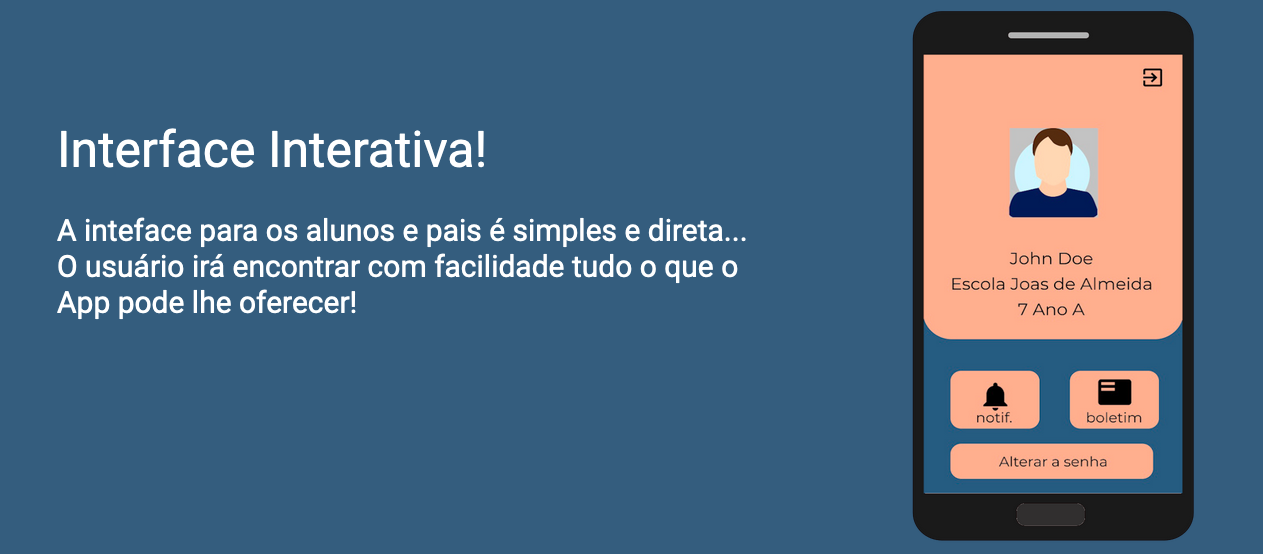 Interface Interativa!
A inteface para os alunos e pais é simples e direta...
O usuário irá encontrar com facilidade tudo o que o
App pode lhe oferecer!
John Doe
Escola Joas de Almeida
7 Ano A
notif.
boletim
Alterar a senha